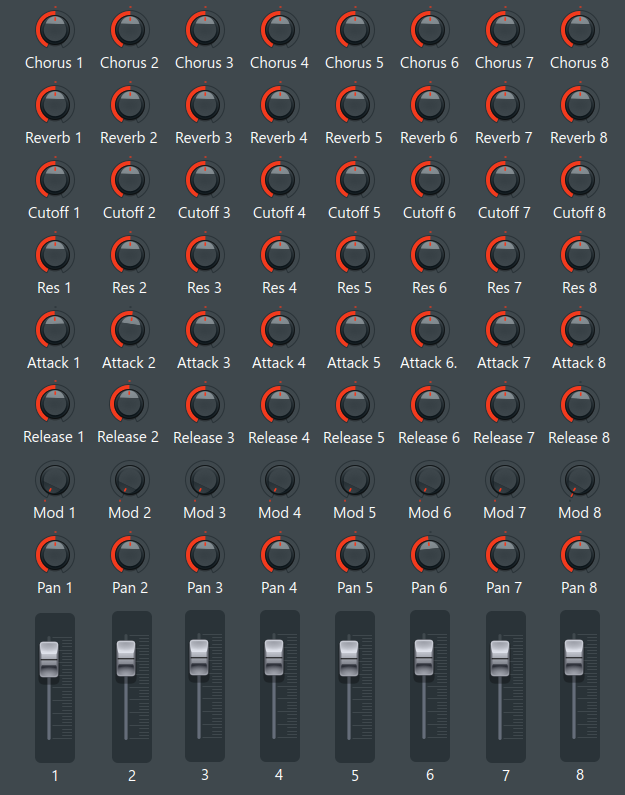 Chorus 1 Chorus 2 Chorus 3 Chorus 4 Chorus 5 Chorus 6 Chorus 7 Chorus 8
Reverb 1 Reverb 2 Reverb 3 Reverb 4 Reverb 5 Reverb 6 Reverb 7 Reverb 8
Cutoff 1 Cutoff 2 Cutoff 3 Cutoff 4 Cutoff 5 Cutoff 6 Cutoff 7 Cutoff 8
Res 1 Res 2 Res 3 Res 4 Res 5 Res 6 Res 7 Res 8
Attack 1 Attack 2 Attack 3 Attack 4 Attack 5 Attack 6. Attack 7 Attack 8
Release 1 Release 2 Release 3 Release 4 Release 5 Release 6 Release 7 Release 8
Mod 1 Mod 2 Mod 3 Mod 4 Mod 5 Mod 6 Mod 7 Mod 8
Pan 1 Pan 2 Pan 3 Pan 4 Pan 5 Pan 6 Pan 7 Pan 8
1 2 3 4 5 6 7 8